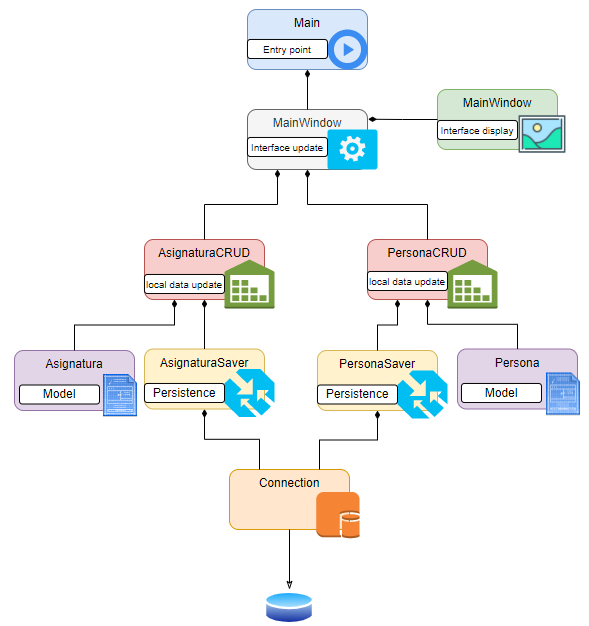 Main
Entry point
MainWindow
Interface update
MainWindow
Interface display
AsignaturaCRUD
local data update
PersonaCRUD
local data update
Asignatura
Model
AsignaturaSaver
Persistence
PersonaSaver
Persistence
Persona
Model
Connection